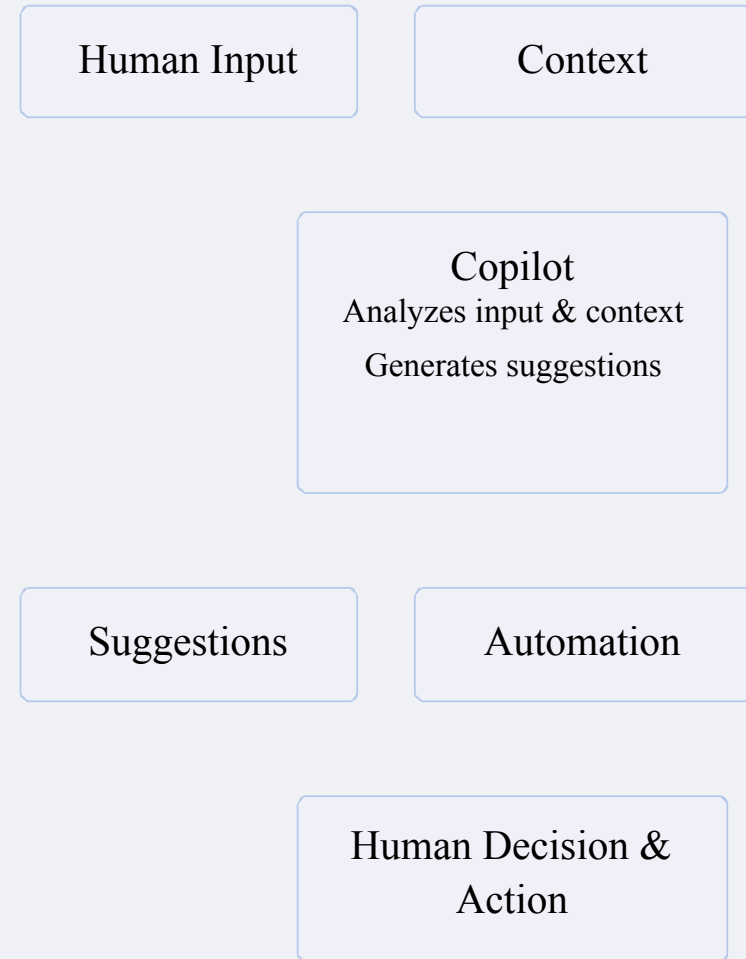 Human Input
Context
Copilot
Analyzes input & context
Generates suggestions
Suggestions
Automation
Human Decision &
Action